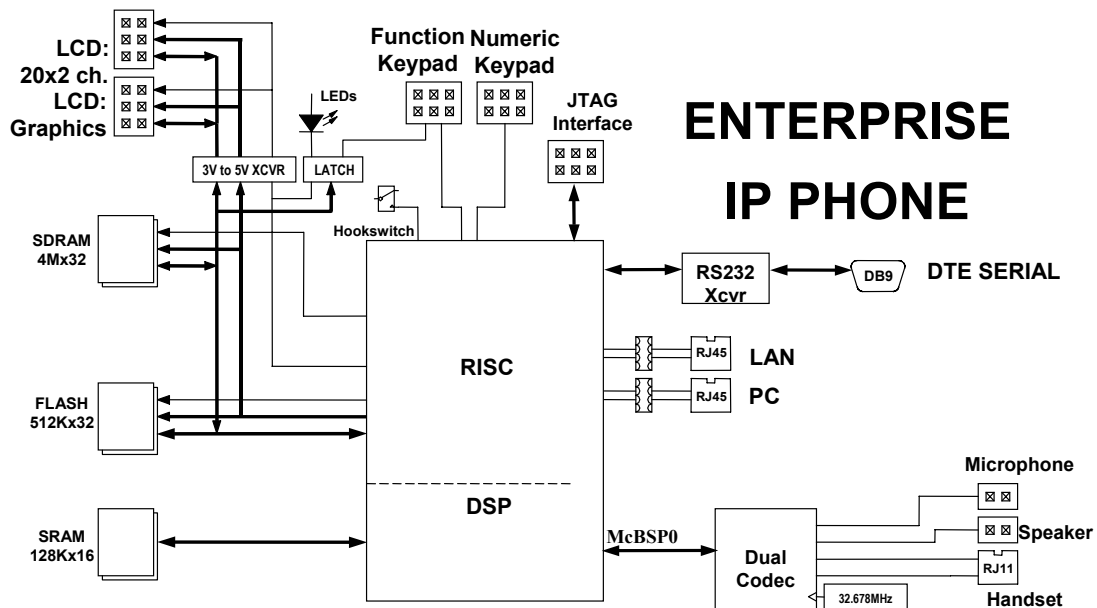 LCD:
20x2 ch.
LCD:
Graphics
Function
Keypad
Numeric
Keypad
LEDs
JTAG
Interface
ENTERPRISE
IP PHONE
3V to 5V XCVR
LATCH
Hookswitch
SDRAM
4Mx32
RS232
Xcvr
DB9
DTE SERIAL
RISC
RJ45
LAN
RJ45
PC
FLASH
512Kx32
DSP
SRAM
128Kx16
McBSP0
Dual
Codec
Microphone
Speaker
RJ11
Handset
32.678MHz